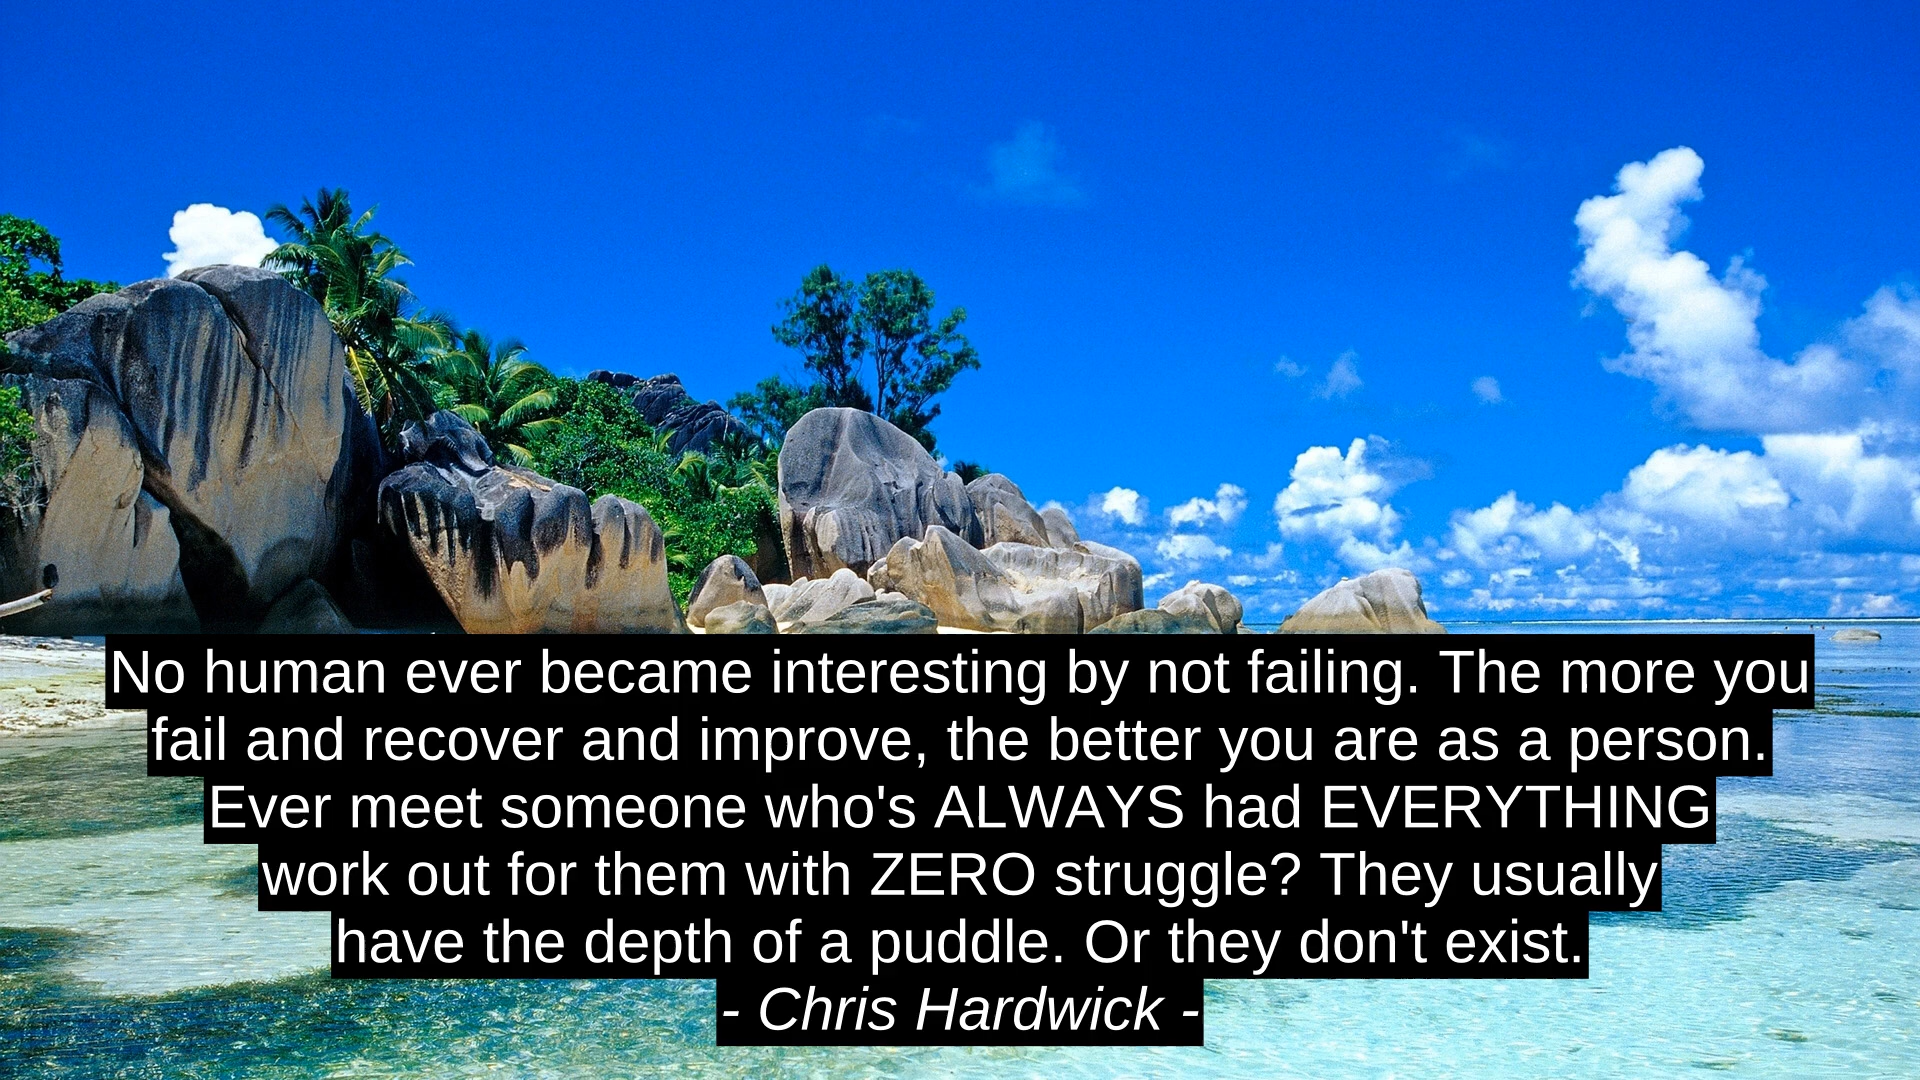 No human ever became interesting by not failing. The more you
fail and recover and improve, the better you are as a person.
Ever meet someone who's ALWAYS had EVERYTHING
work out for them with ZERO struggle? They usually
have the depth of a puddle. Or they don't exist.
- Chris Hardwick -